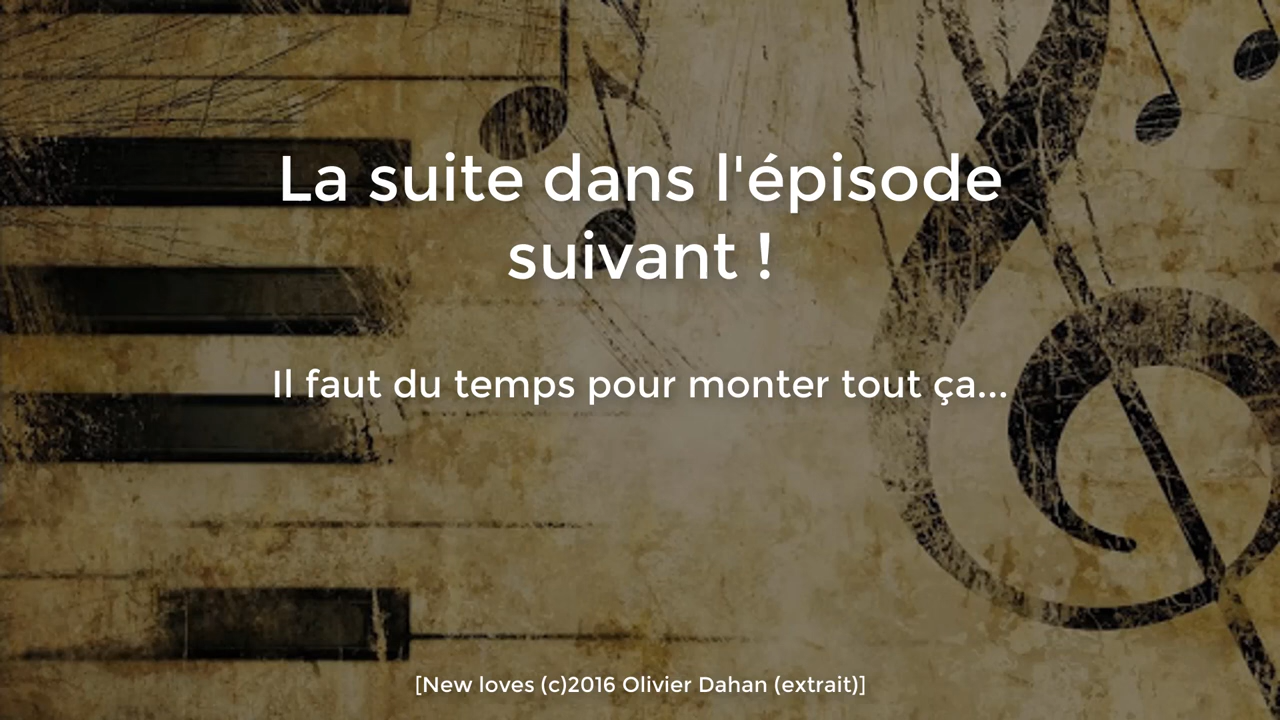 La suite dans l'épisode
suivant !
Il faut du temps pour monter tout ça...
[New loves (c)2016 Olivier Dahan (extrait)]